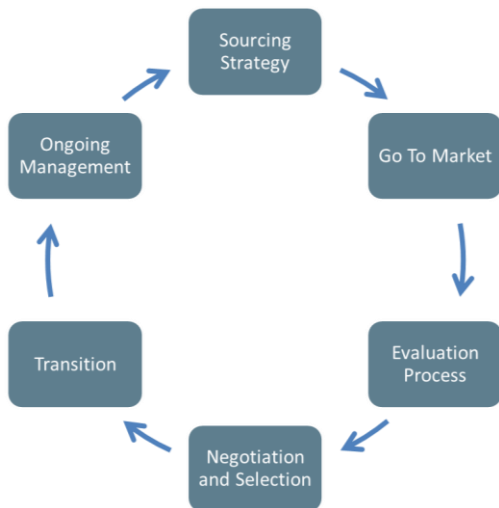 Sourcing
Strategy
Go To Market
Evaluation
Process
Negotiation
and Selection
Transition
Ongoing
Management